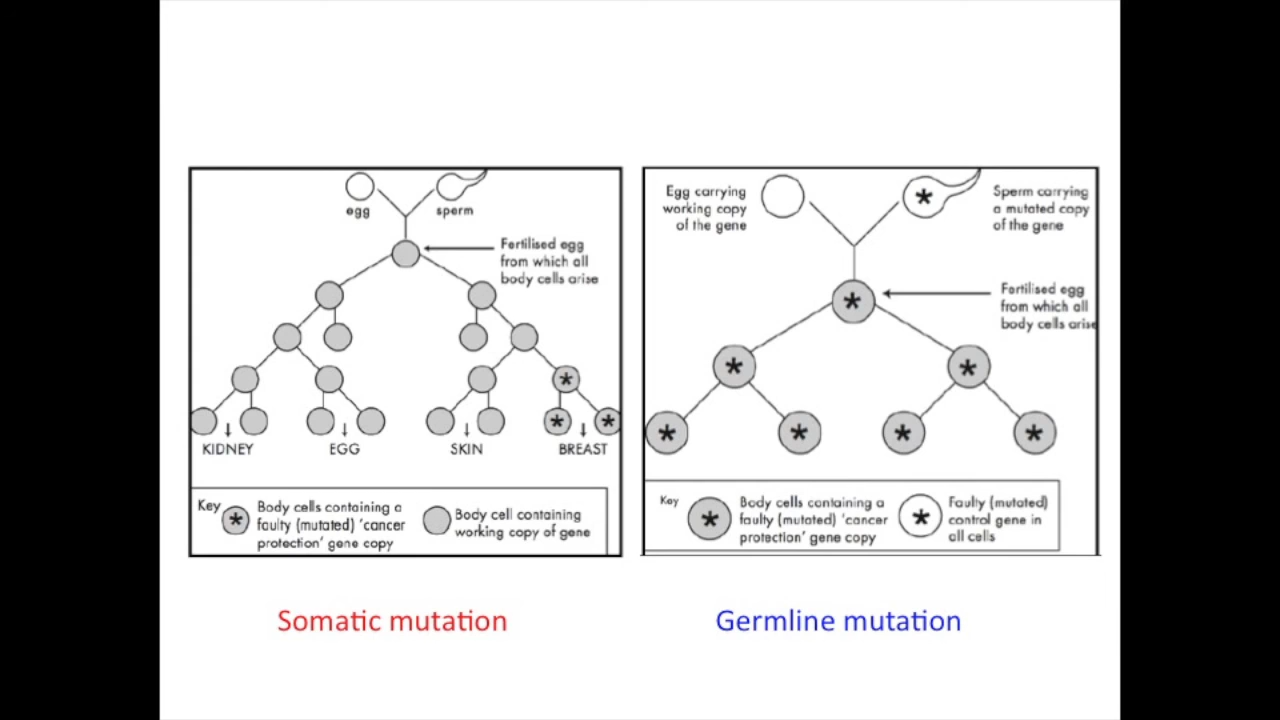 egg
sperm
Fertilised egg
from which all
body cells arise
KIDNEY
EGG
SKIN
BREAST
Key
*
Body cells containing a
faulty (mutated) 'cancer
protection' gene copy
Body cell containing
working copy of gene
Somatic mutation
Egg carrying
working copy
of the gene
Sperm carrying
a mutated copy
of the gene
Fertilised egg
from which all
body cells arise
Key
*
Body cells containing a
faulty (mutated) 'cancer
protection' gene copy
*
Faulty (mutated)
control gene in
all cells
Germline mutation